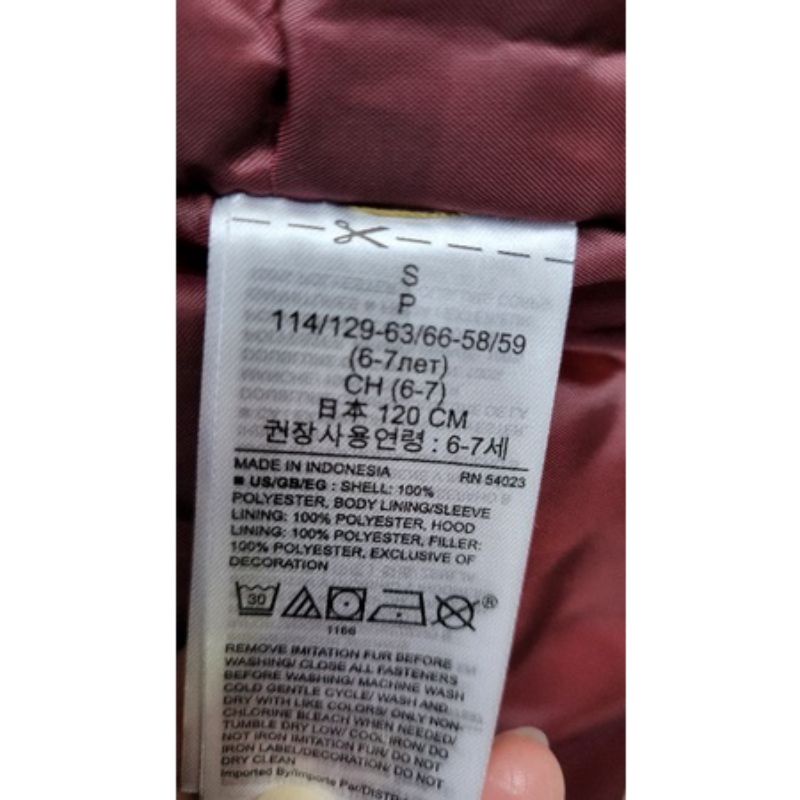 S
P
114/129-63/66-58/59
(6-7лет)
CH (6-7)
日本 120 CM
권장사용연령 : 6-7세
MADE IN INDONESIA RN 54023
■ US/GB/EG : SHELL: 100%
POLYESTER, BODY LINING/SLEEVE
LINING: 100% POLYESTER, HOOD
LINING: 100% POLYESTER, FILLER:
100% POLYESTER, EXCLUSIVE OF
DECORATION
30 ®
1166
REMOVE IMITATION FUR BEFORE
WASHING/ CLOSE ALL FASTENERS
BEFORE WASHING/ MACHINE WASH
COLD GENTLE CYCLE/ WASH AND
DRY WITH LIKE COLORS/ ONLY NON-
CHLORINE BLEACH WHEN NEEDED/
TUMBLE DRY LOW/ COOL IRON/ DO
NOT IRON IMITATION FUR/ DO NOT
IRON LABEL/DECORATION/ DO NOT
DRY CLEAN
Imported By/Importe Par/DISTR